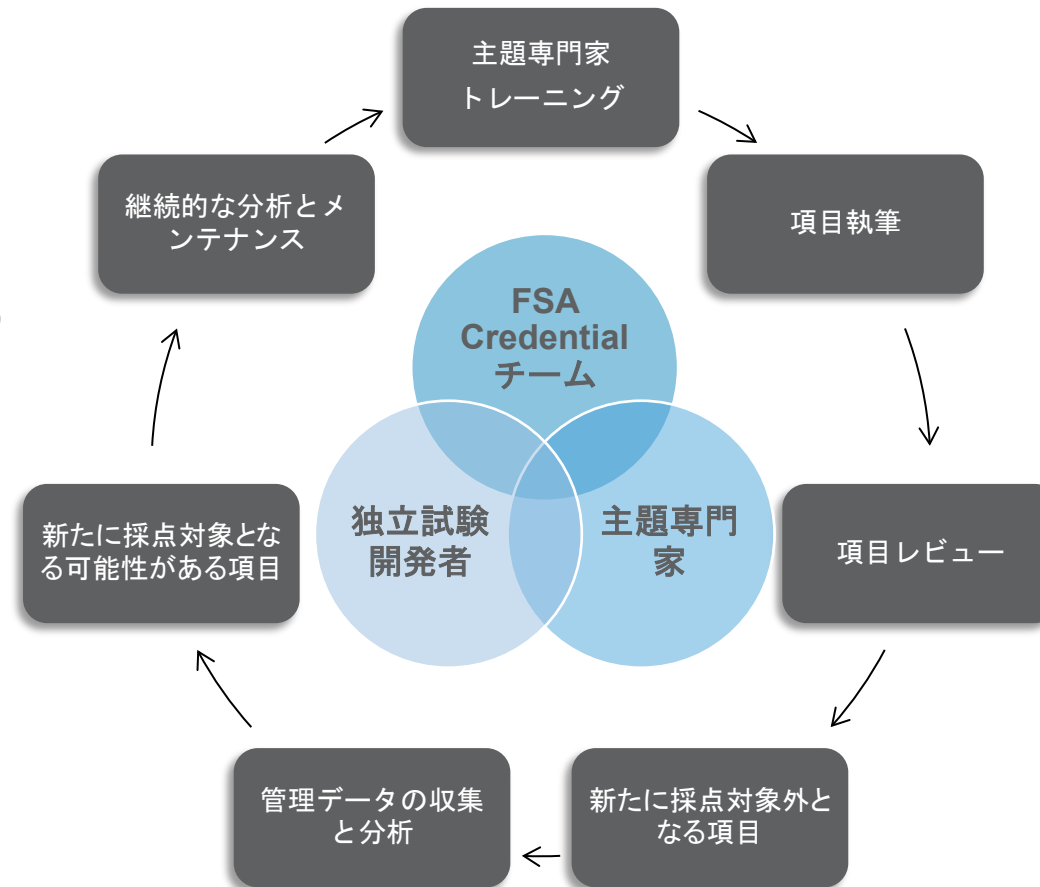 主題専門家
トレーニング
項目執筆
項目レビュー
新たに採点対象外と
なる項目
管理データの収集
と分析
新たに採点対象とな
る可能性がある項目
継続的な分析とメ
ンテナンス
FSA
Credential
チーム
独立試験
開発者
主題専門
家